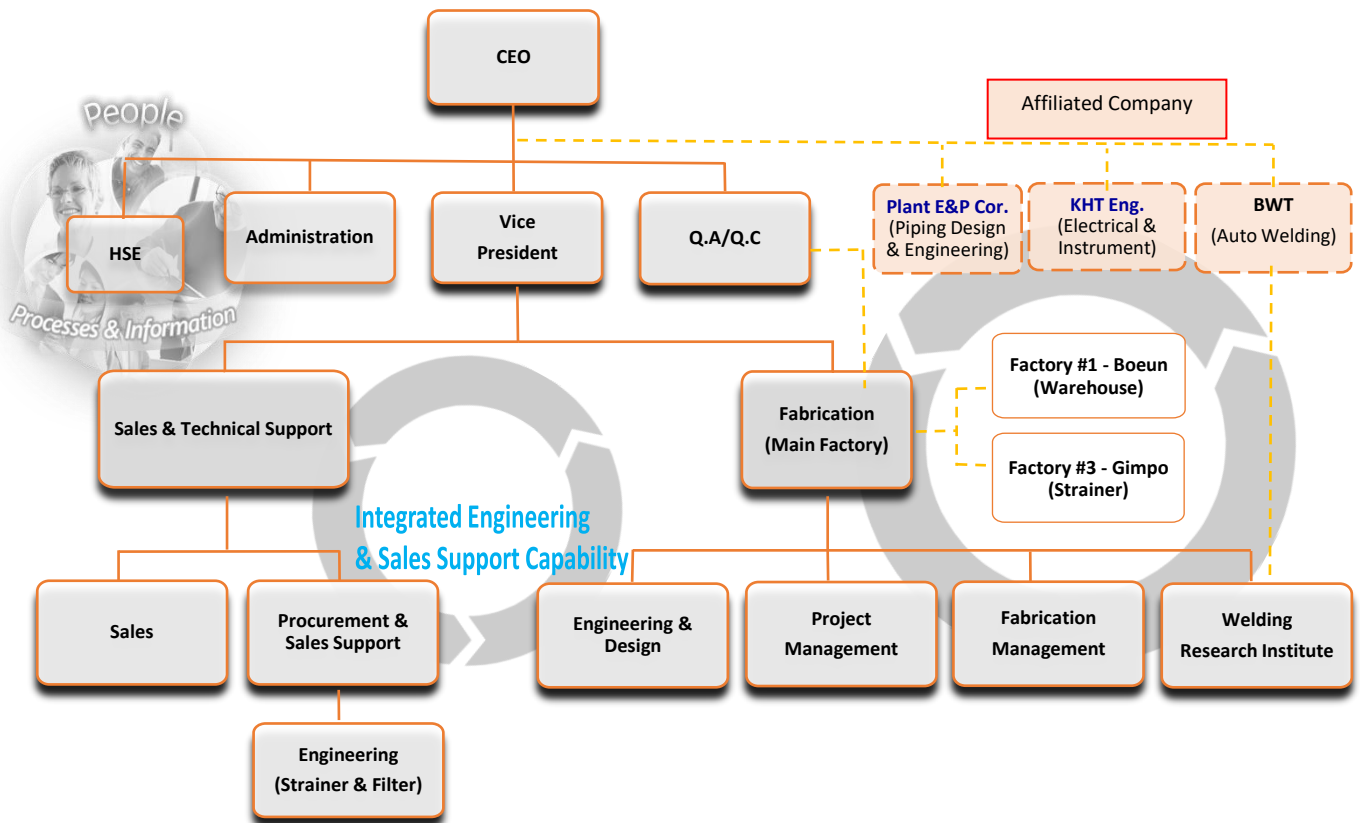 CEO
Affiliated Company
People
Processes & Information
HSE
Administration
Vice
President
Q.A/Q.C
Plant E&P Cor.
(Piping Design
& Engineering)
KHT Eng.
(Electrical &
Instrument)
BWT
(Auto Welding)
Sales & Technical Support
Fabrication
(Main Factory)
Factory #1 - Boeun
(Warehouse)
Factory #3 - Gimpo
(Strainer)
Integrated Engineering
& Sales Support Capability
Sales
Procurement &
Sales Support
Engineering &
Design
Project
Management
Fabrication
Management
Welding
Research Institute
Engineering
(Strainer & Filter)